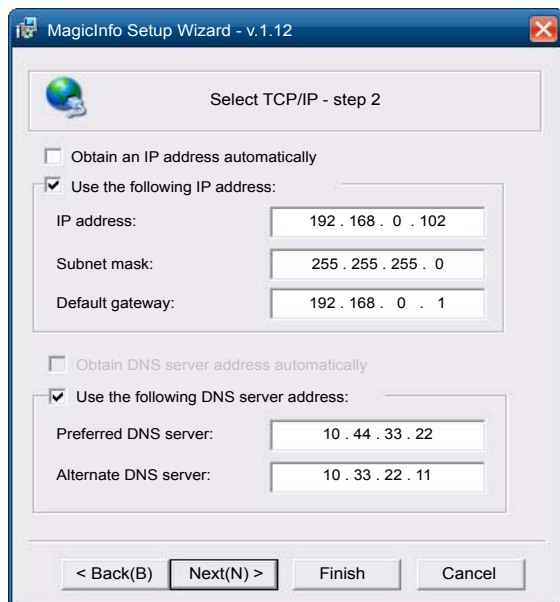 MagicInfo Setup Wizard - v.1.12
Select TCP/IP - step 2
Obtain an IP address automatically
Use the following IP address:
IP address: 192 . 168 . 0 . 102
Subnet mask: 255 . 255 . 255 . 0
Default gateway: 192 . 168 . 0 . 1
Obtain DNS server address automatically
Use the following DNS server address:
Preferred DNS server: 10 . 44 . 33 . 22
Alternate DNS server: 10 . 33 . 22 . 11
< Back(B) Next(N) > Finish Cancel